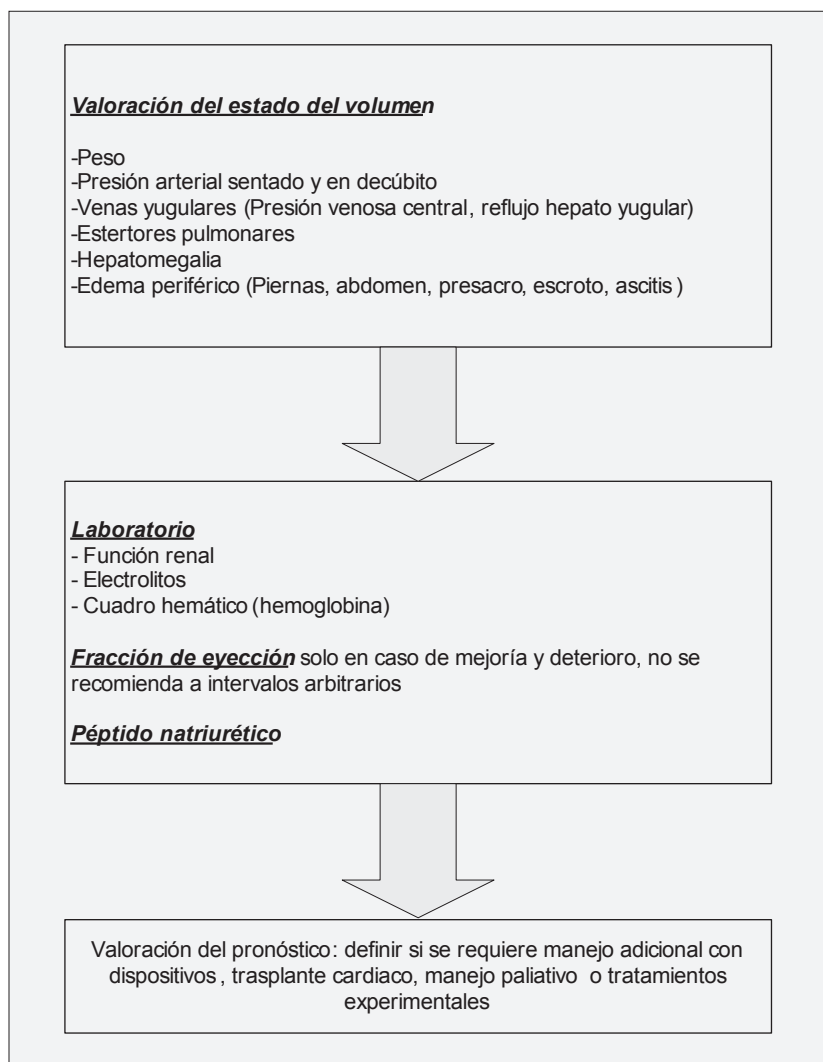 Valoración del estado del volumen
-Peso
-Presión arterial sentado y en decúbito
-Venas yugulares (Presión venosa central, reflujo hepato yugular)
-Estertores pulmonares
-Hepatomegalia
-Edema periférico (Piernas, abdomen, presacro, escroto, ascitis )
Laboratorio
- Función renal
- Electrolitos
- Cuadro hemático (hemoglobina)
Fracción de eyección solo en caso de mejoría y deterioro, no se
recomienda a intervalos arbitrarios
Péptido natriurético
Valoración del pronóstico: definir si se requiere manejo adicional con
dispositivos, trasplante cardiaco, manejo paliativo o tratamientos
experimentales